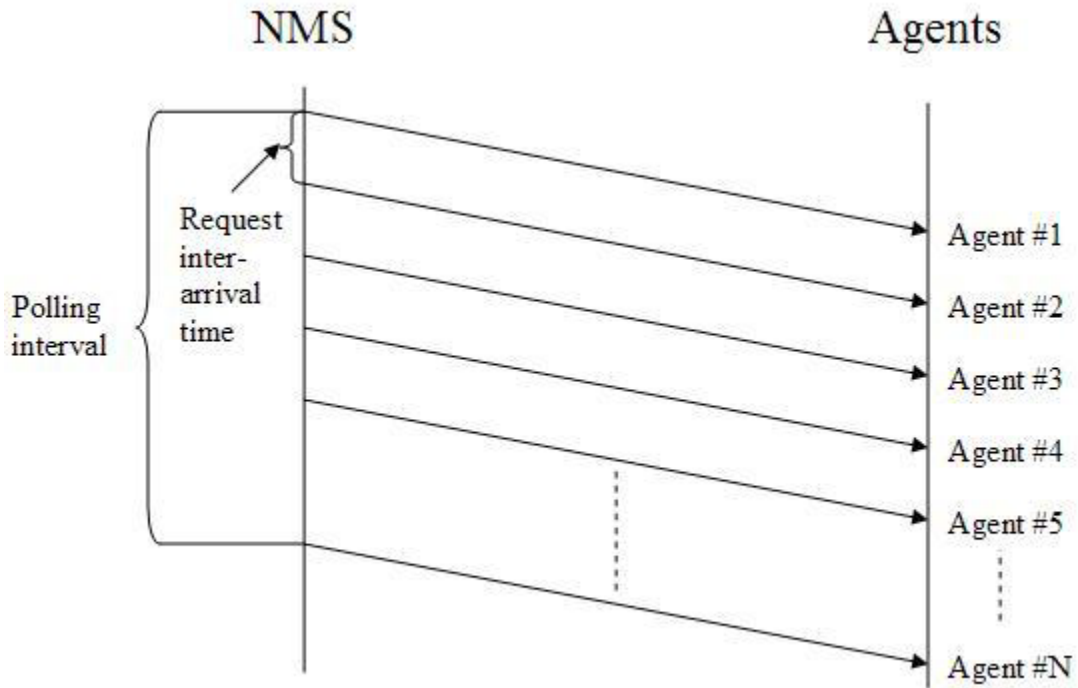 NMS
Agents
Request
inter-
arrival
time
Polling
interval
Agent #1
Agent #2
Agent #3
Agent #4
Agent #5
Agent #N